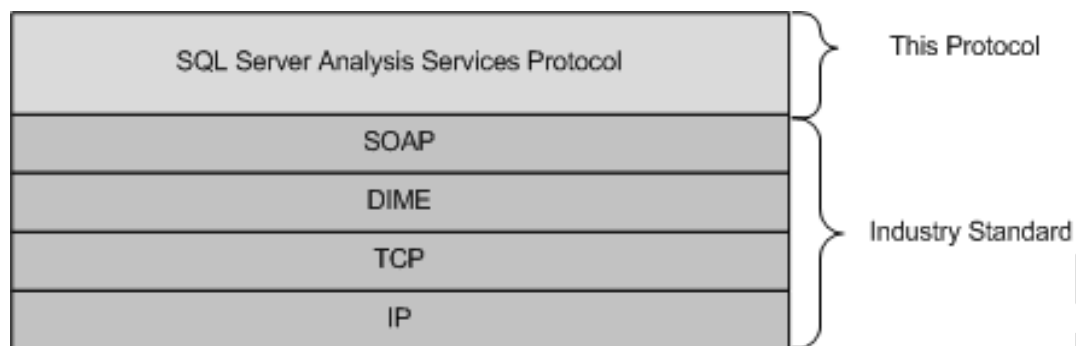 SQL Server Analysis Services Protocol
This Protocol
SOAP
DIME
TCP
IP
Industry Standard